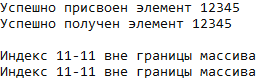 Успешно присвоен элемент 12345
Успешно получен элемент 12345

Индекс 11-11 вне границы массива
Индекс 11-11 вне границы массива